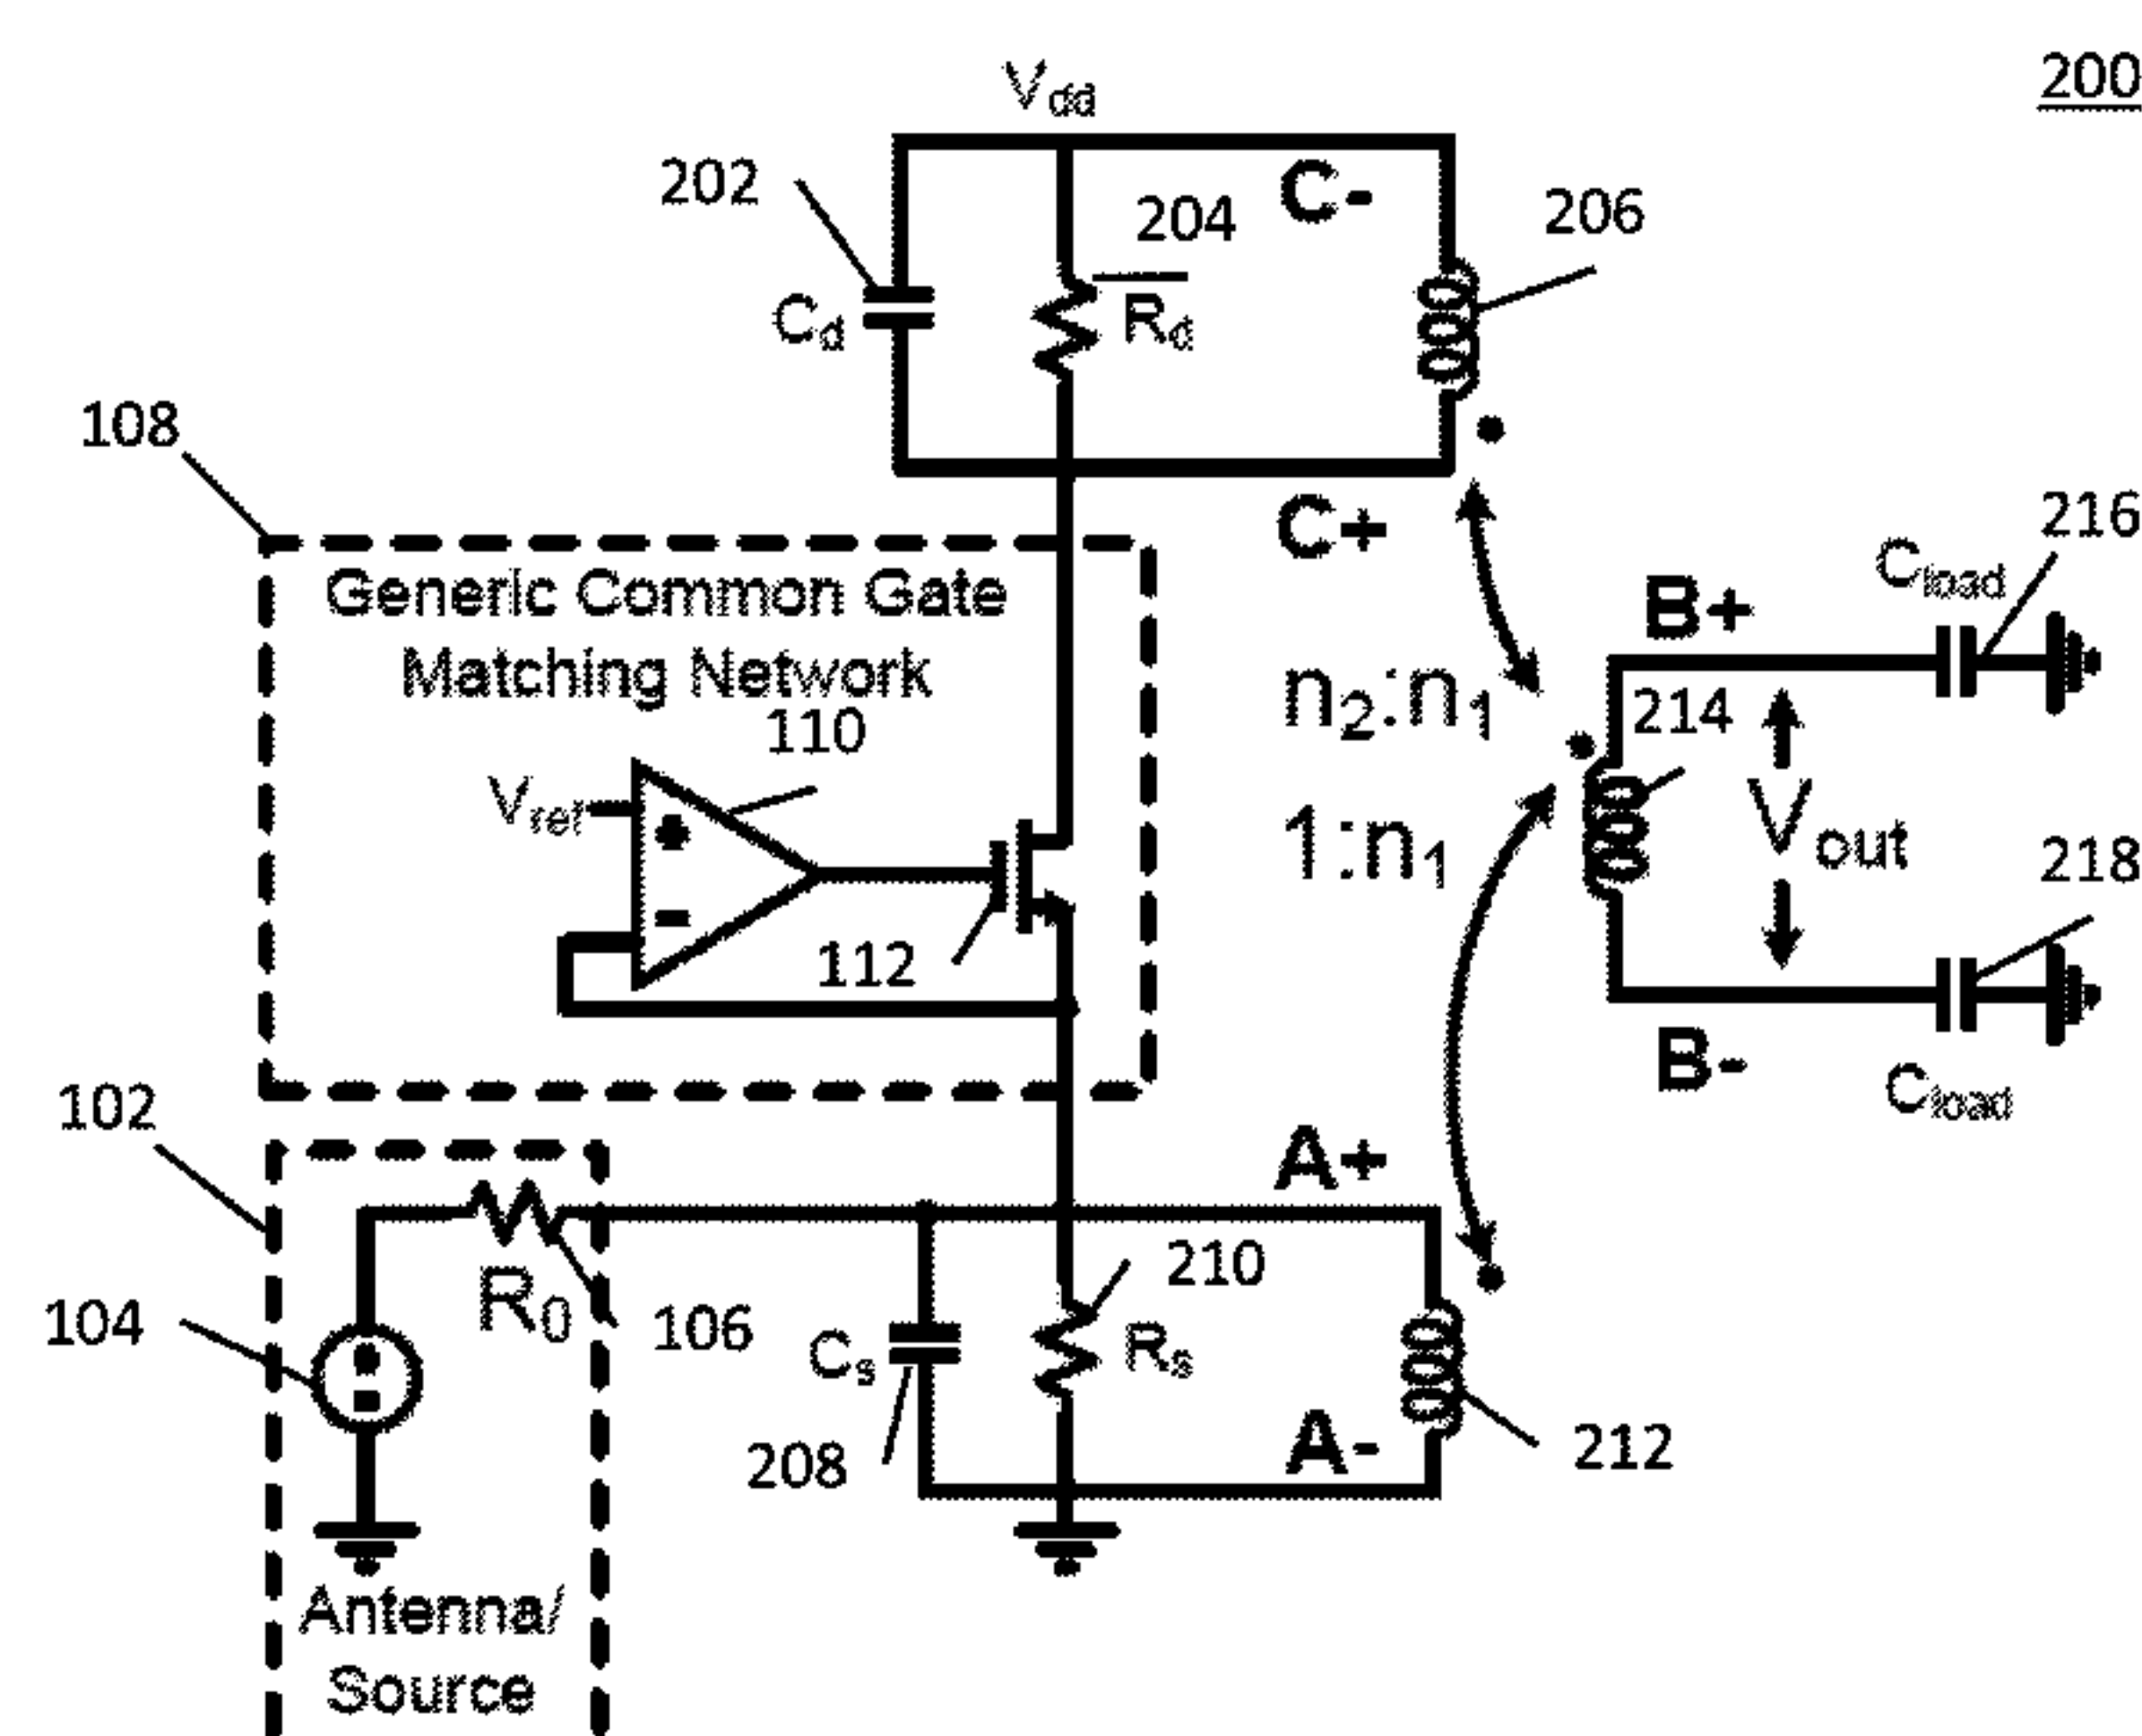 200
Vdd
202
C-
204
206
Cd
Rd
108
C+
216
Generic Common Gate
Matching Network
Cload
B+
n2:n1
214
110
Vref
+
-
1:n1
Vout
218
112
B-
Cload
102
A+
210
R0
104
106
Cs
Rs
A-
208
212
Antenna/
Source